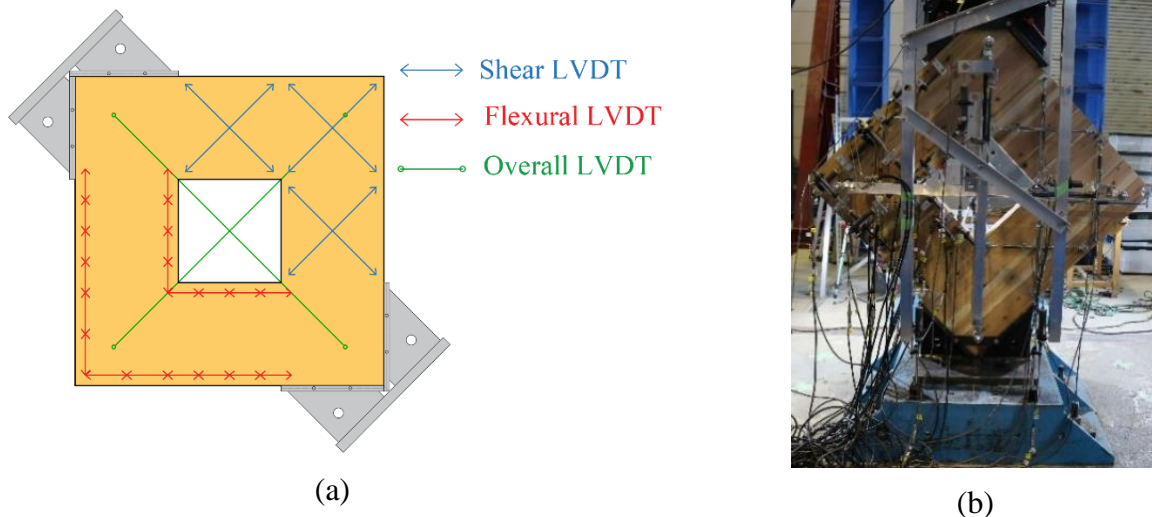 Shear LVDT
Flexural LVDT
Overall LVDT
(a)
(b)